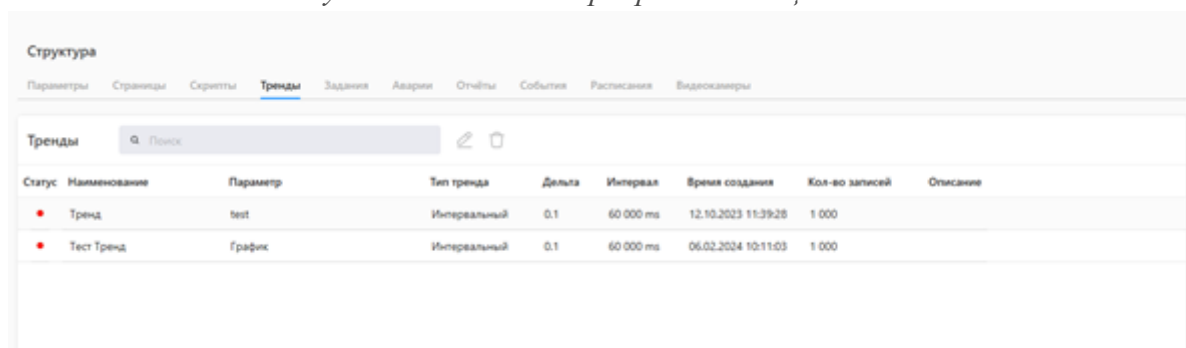 Структура
Параметры Страницы Скрипты Тренды Задания Аварии Отчёты События Расписания Видеокамеры
Тренды Поиск
Статус Наименование Параметр Тип тренда Дельта Интервал Время создания Кол-во записей Описание
Тренд test Интервальный 0.1 60 000 ms 12.10.2023 11:39:28 1 000
Тест Тренд График Интервальный 0.1 60 000 ms 06.02.2024 10:11:03 1 000